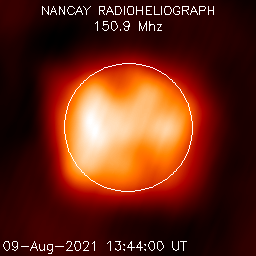 NANCAY RADIOHELIOGRAPH
150.9 Mhz
09-Aug-2021 13:44:00 UT